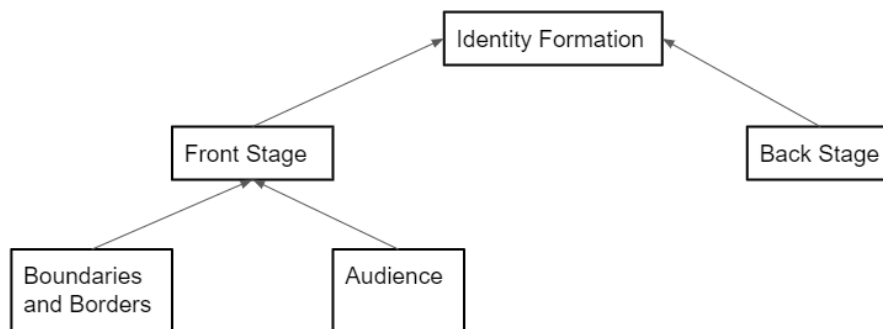 Identity Formation
Front Stage
Back Stage
Boundaries
and Borders
Audience